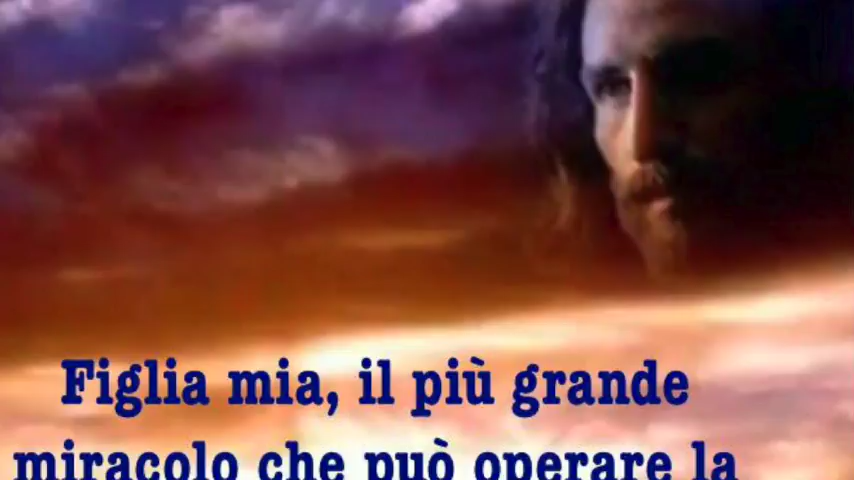 Figlia mia, il più grande
miracolo che può operare la